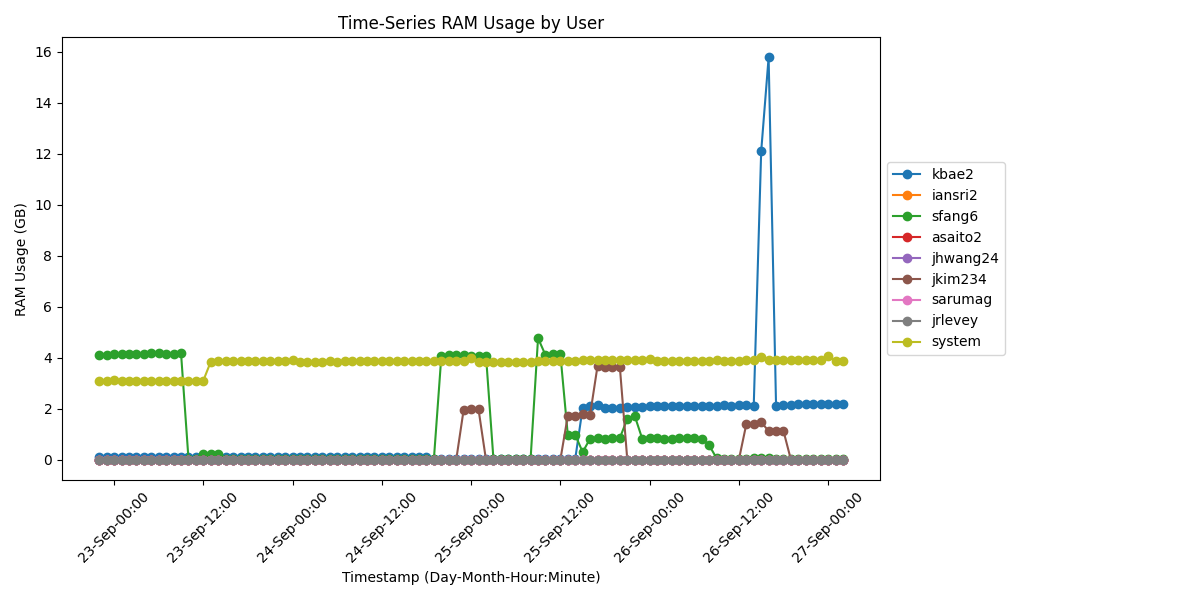 Time-Series RAM Usage by User
RAM Usage (GB)
16
14
12
10
8
6
4
2
0
23-Sep-00:00
23-Sep-12:00
24-Sep-00:00
24-Sep-12:00
25-Sep-00:00
25-Sep-12:00
26-Sep-00:00
26-Sep-12:00
27-Sep-00:00
Timestamp (Day-Month-Hour:Minute)
kbae2
iansri2
sfang6
asaito2
jhwang24
jkim234
sarumag
jrlevey
system